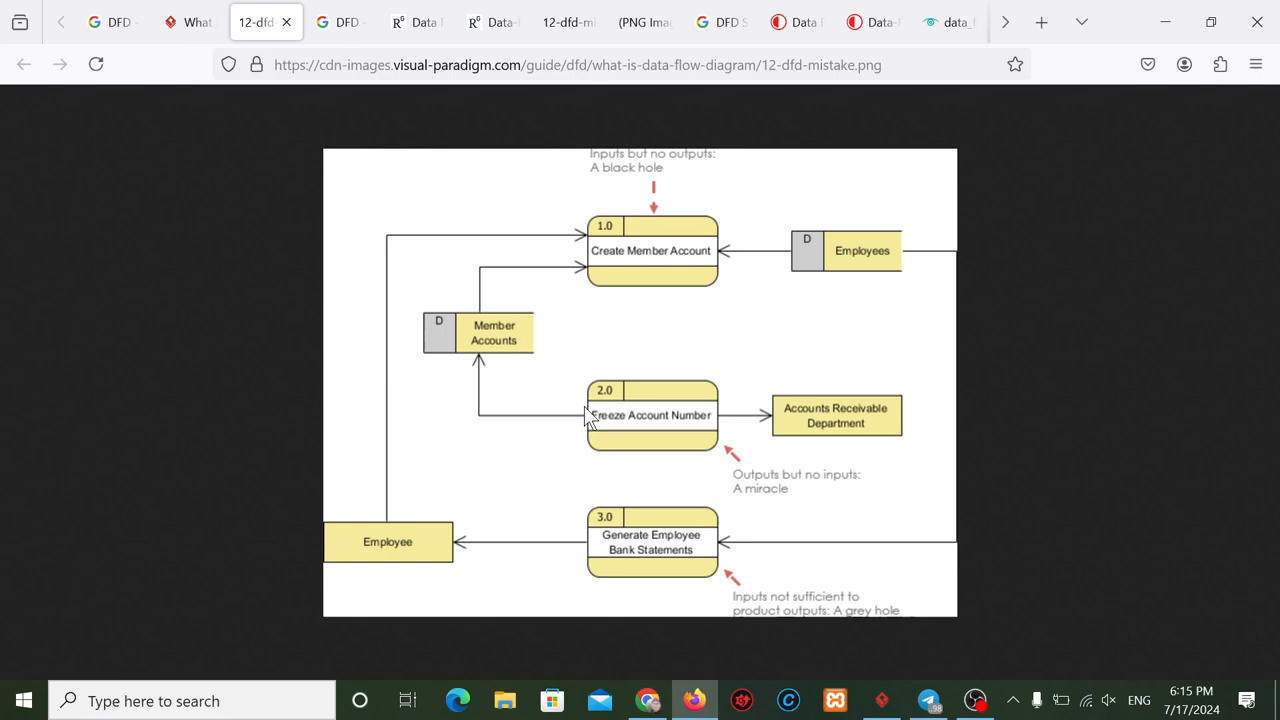 DFD -
What
12-dfd
DFD -
Data
Data-
12-dfd-mi
(PNG Imag
DFD S
Data
Data-
data_f
https://cdn-images.visual-paradigm.com/guide/dfd/what-is-data-flow-diagram/12-dfd-mistake.png
Inputs but no outputs:
A black hole
1.0
Create Member Account
D
Employees
D
Member
Accounts
2.0
Freeze Account Number
Accounts Receivable
Department
Outputs but no inputs:
A miracle
3.0
Generate Employee
Bank Statements
Employee
Inputs not sufficient to
product outputs: A grey hole
Type here to search
98
ENG
6:15 PM
7/17/2024